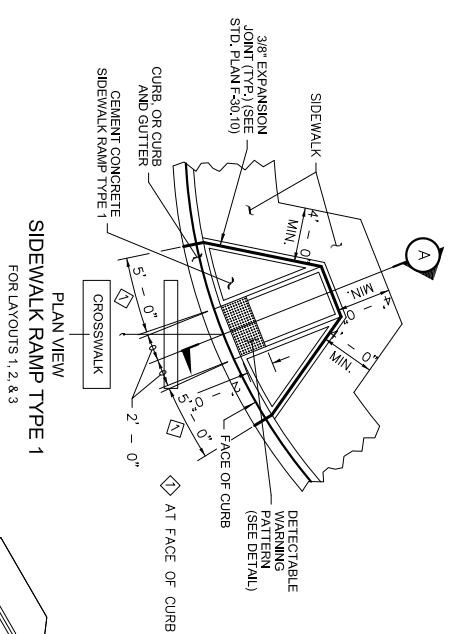 3/8" EXPANSION
JOINT (TYP.) (SEE
STD. PLAN F-30.10)
SIDEWALK
CURB, OR CURB
AND GUTTER
CEMENT CONCRETE
SIDEWALK RAMP TYPE 1
A
4' - 0"
MIN.
4' - 0"
MIN.
4' - 0"
MIN.
5' - 0"
1
CROSSWALK
2' - 0"
5' - 0"
1
2' - 0"
FACE OF CURB
DETECTABLE
WARNING
PATTERN
(SEE DETAIL)
1 AT FACE OF CURB
PLAN VIEW
SIDEWALK RAMP TYPE 1
FOR LAYOUTS 1, 2, & 3